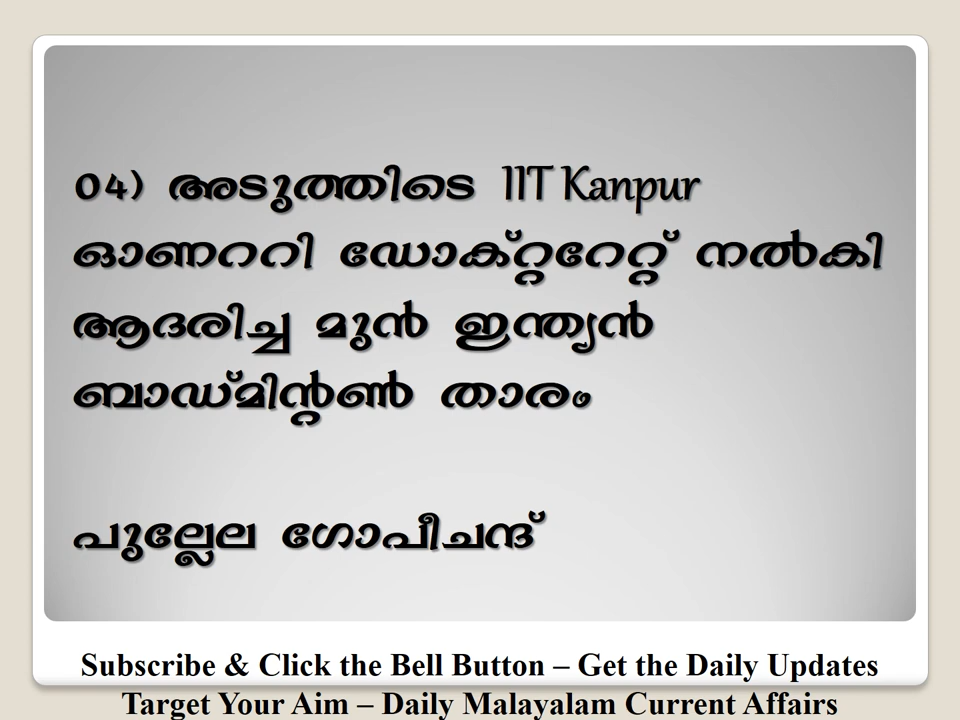 04) അടുത്തിടെ IIT Kanpur
ഓണററി ഡോക്റ്ററേറ്റ് നൽകി
ആദരിച്ച മുൻ ഇന്ത്യൻ
ബാഡ്മിന്റൺ താരം
പുല്ലേല ഗോപീചന്ദ്
Subscribe & Click the Bell Button – Get the Daily Updates
Target Your Aim – Daily Malayalam Current Affairs